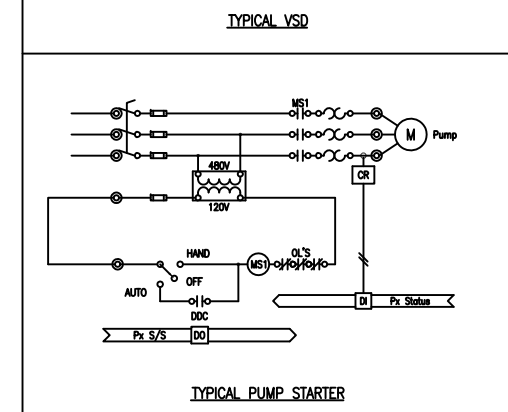 TYPICAL VSD
MS1
M
Pump
480V
CR
120V
HAND
MS1
OL'S
OFF
AUTO
DDC
DI
Px Status
Px S/S
DO
TYPICAL PUMP STARTER